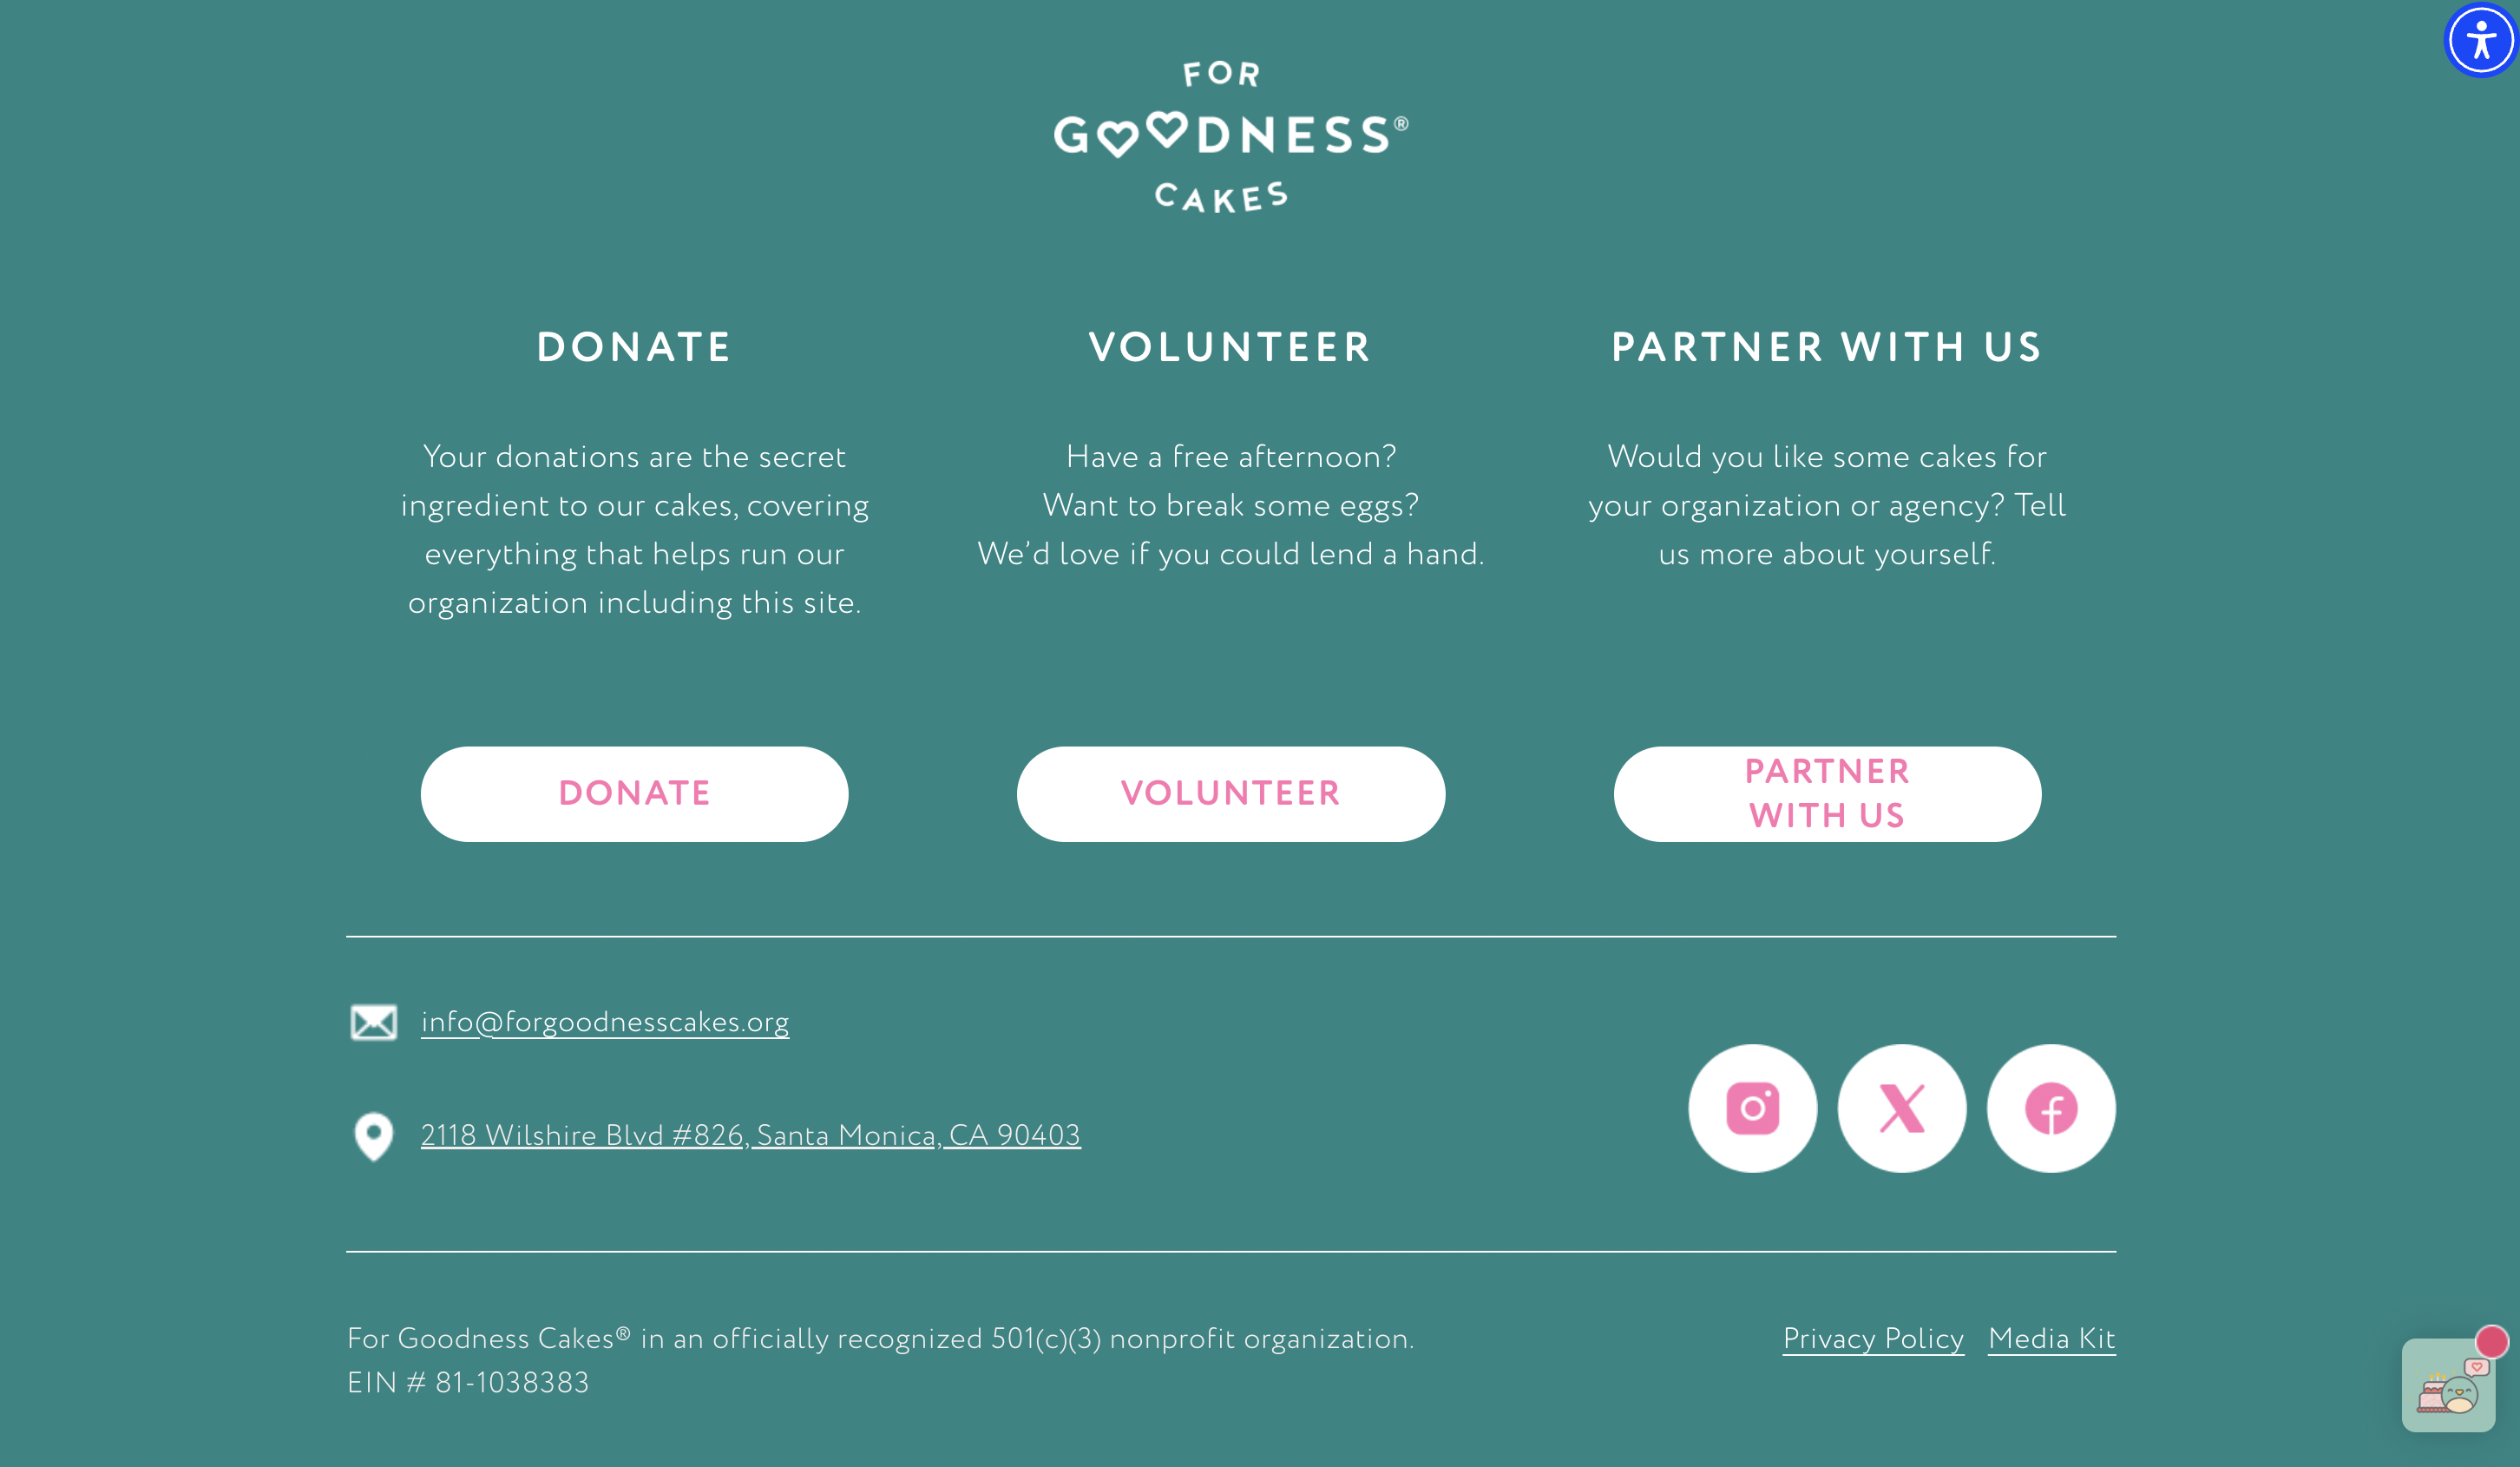 FOR
GOODNESS®
CAKES
DONATE
Your donations are the secret
ingredient to our cakes, covering
everything that helps run our
organization including this site.
DONATE
VOLUNTEER
Have a free afternoon?
Want to break some eggs?
We’d love if you could lend a hand.
VOLUNTEER
PARTNER WITH US
Would you like some cakes for
your organization or agency? Tell
us more about yourself.
PARTNER
WITH US
info@forgoodnesscakes.org
2118 Wilshire Blvd #826, Santa Monica, CA 90403
For Goodness Cakes® in an officially recognized 501(c)(3) nonprofit organization.
EIN # 81-1038383
Privacy Policy Media Kit